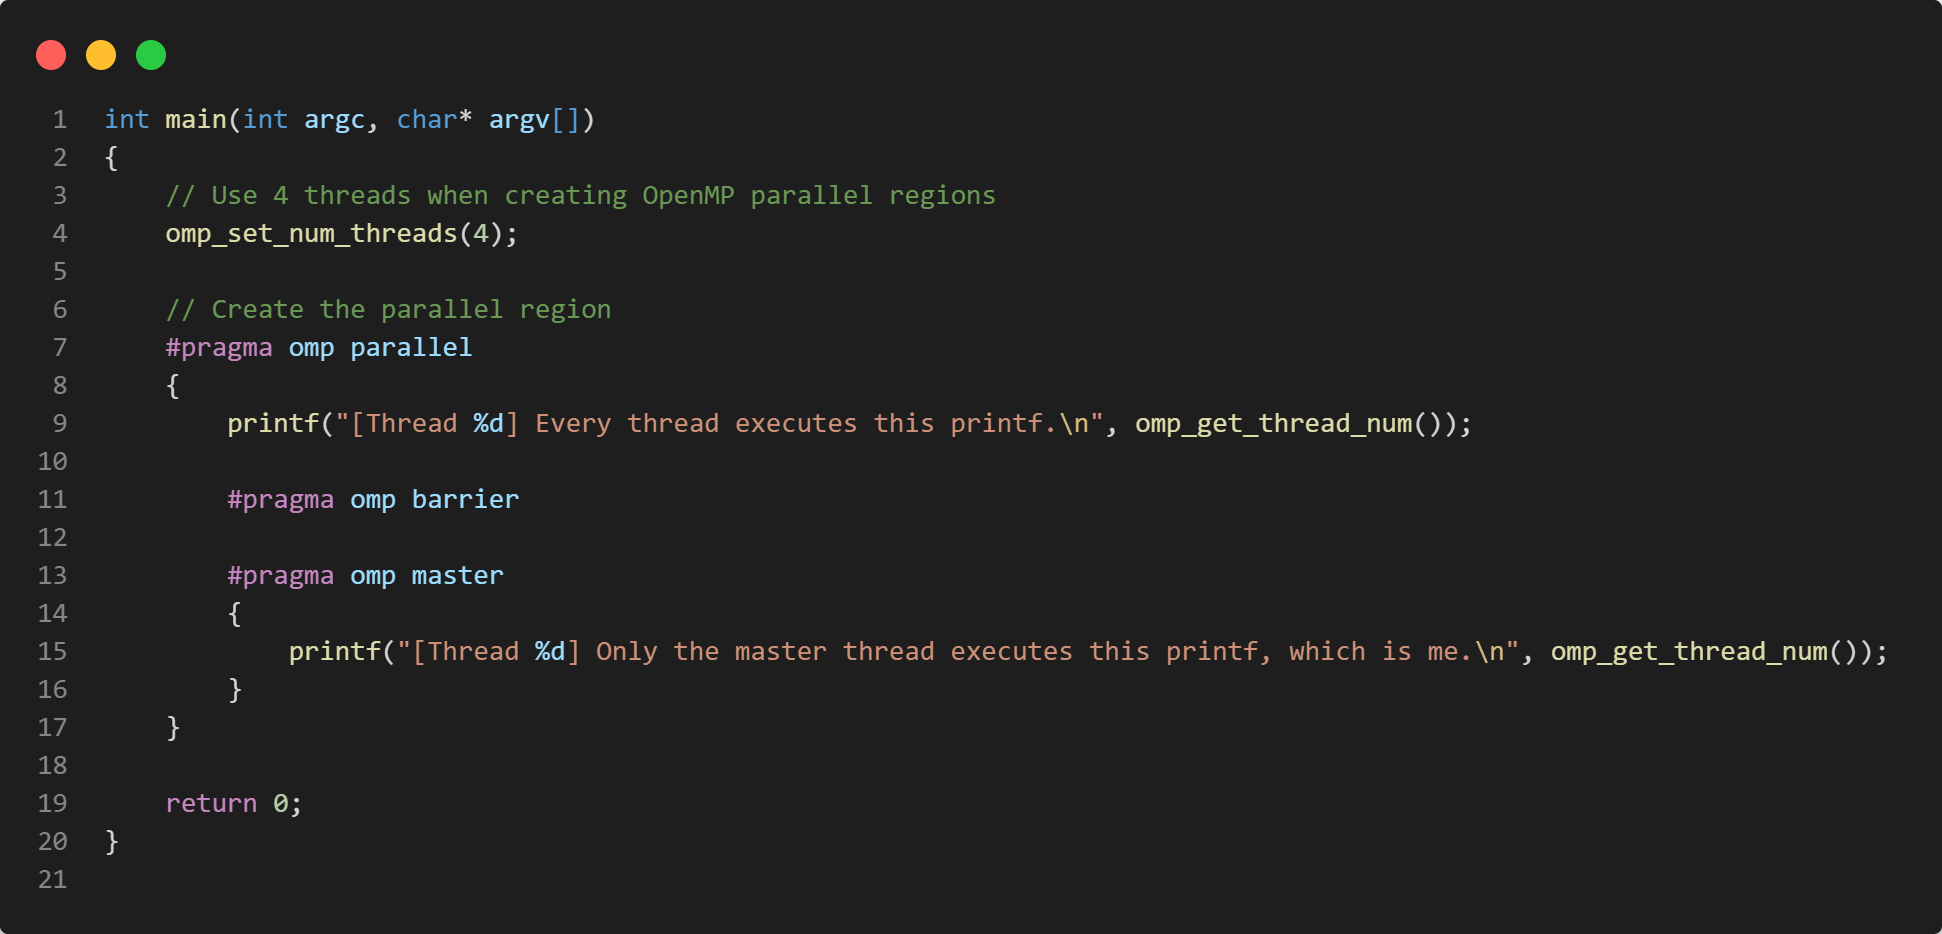 1 int main(int argc, char* argv[])
2 {
3     // Use 4 threads when creating OpenMP parallel regions
4     omp_set_num_threads(4);
5
6     // Create the parallel region
7     #pragma omp parallel
8     {
9         printf("[Thread %d] Every thread executes this printf.\n", omp_get_thread_num());
10
11         #pragma omp barrier
12
13         #pragma omp master
14         {
15             printf("[Thread %d] Only the master thread executes this printf, which is me.\n", omp_get_thread_num());
16         }
17     }
18
19     return 0;
20 }
21